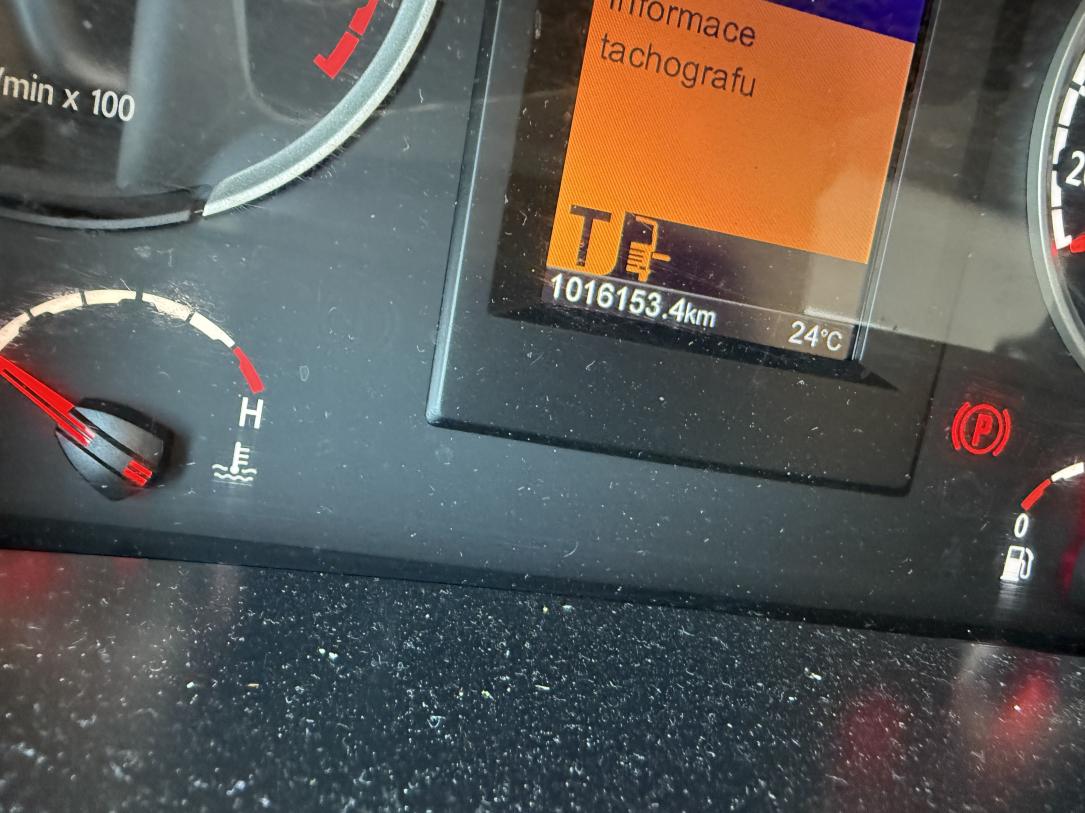 /min x 100
Informace
tachografu
T
1016153.4km
24°C
H
P
0